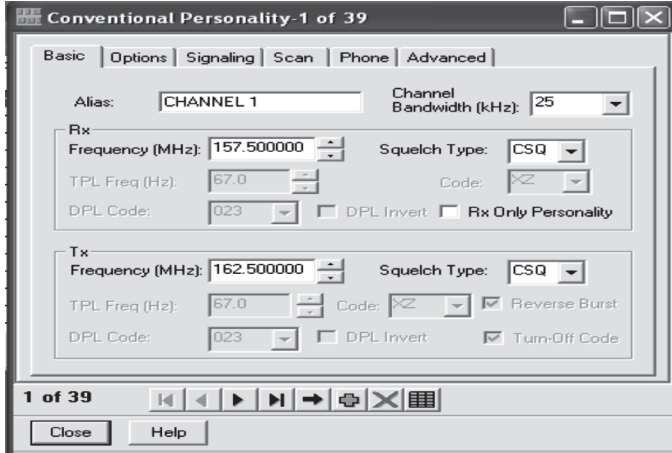 Conventional Personality-1 of 39
Basic Options Signaling Scan Phone Advanced
Alias: CHANNEL 1 Channel Bandwidth (kHz): 25
Rx
Frequency (MHz): 157.500000 Squelch Type: CSQ
TPL Freq (Hz): 67.0 Code: XZ
DPL Code: 023 DPL Invert Rx Only Personality
Tx
Frequency (MHz): 162.500000 Squelch Type: CSQ
TPL Freq (Hz): 67.0 Code: XZ Reverse Burst
DPL Code: 023 DPL Invert Turn-Off Code
1 of 39
Close Help